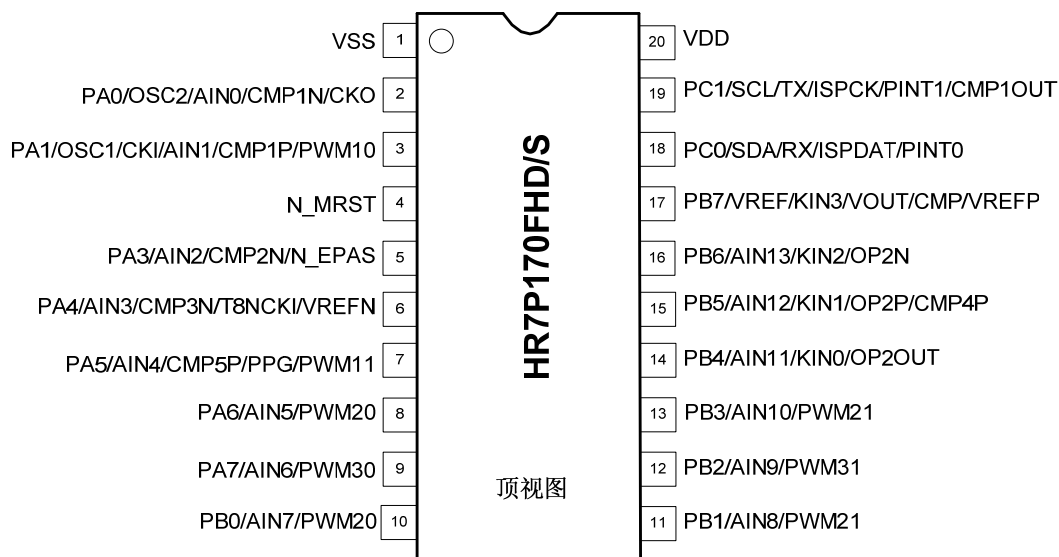 VSS 1
PA0/OSC2/AIN0/CMP1N/CKO 2
PA1/OSC1/CKI/AIN1/CMP1P/PWM10 3
N_MRST 4
PA3/AIN2/CMP2N/N_EPAS 5
PA4/AIN3/CMP3N/T8NCKI/VREFN 6
PA5/AIN4/CMP5P/PPG/PWM11 7
PA6/AIN5/PWM20 8
PA7/AIN6/PWM30 9
PB0/AIN7/PWM20 10
HR7P170FHD/S
顶视图
20 VDD
19 PC1/SCL/TX/ISPCK/PINT1/CMP1OUT
18 PC0/SDA/RX/ISPDAT/PINT0
17 PB7/VREF/KIN3/VOUT/CMP/VREFP
16 PB6/AIN13/KIN2/OP2N
15 PB5/AIN12/KIN1/OP2P/CMP4P
14 PB4/AIN11/KIN0/OP2OUT
13 PB3/AIN10/PWM21
12 PB2/AIN9/PWM31
11 PB1/AIN8/PWM21